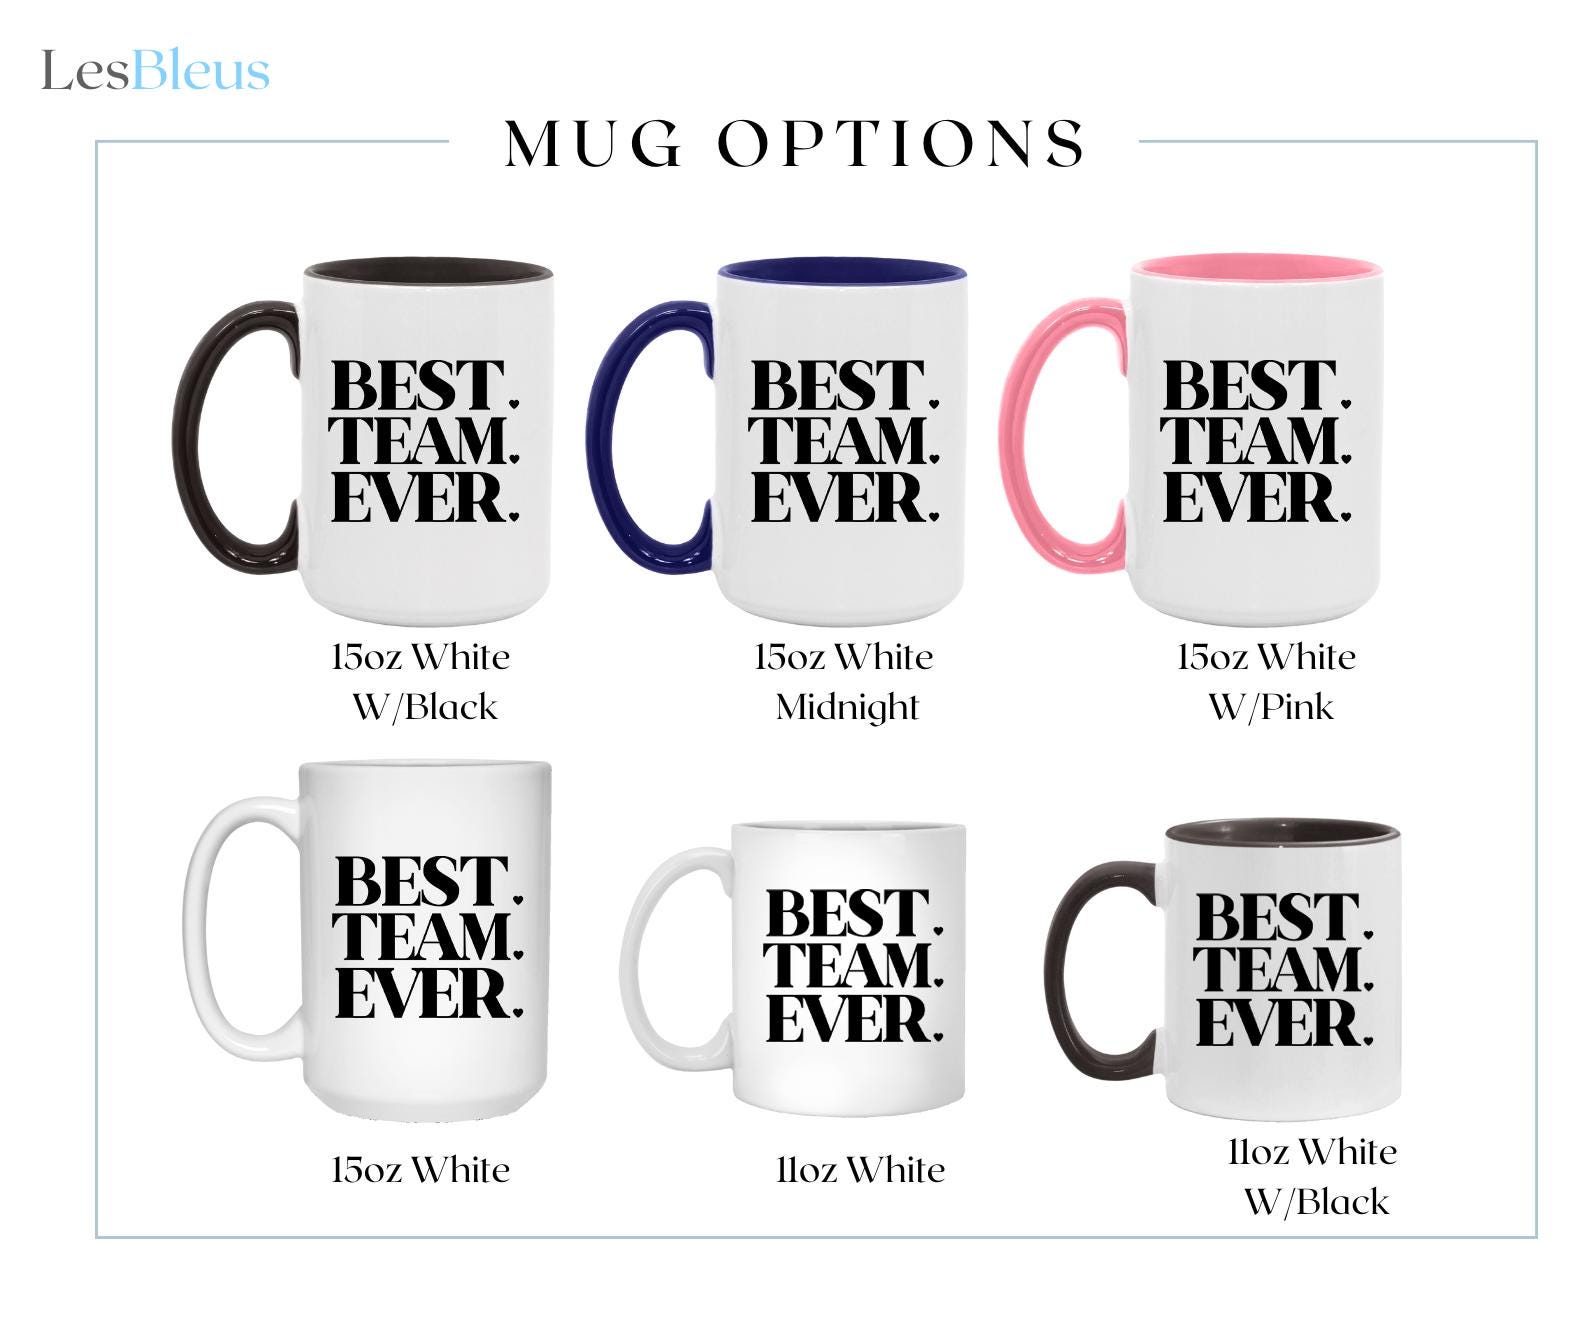 LesBleus
MUG OPTIONS
BEST.
TEAM.
EVER.
BEST.
TEAM.
EVER.
BEST.
TEAM.
EVER.
15oz White
W/Black
15oz White
Midnight
15oz White
W/Pink
BEST.
TEAM.
EVER.
BEST.
TEAM.
EVER.
BEST.
TEAM.
EVER.
15oz White
11oz White
11oz White
W/Black